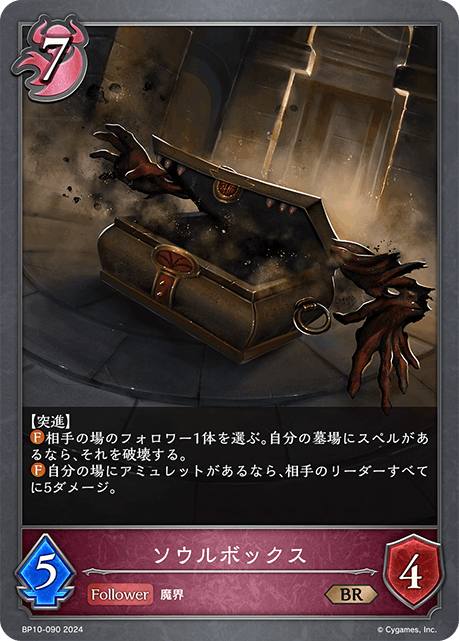 7
【突進】
F相手の場のフォロワー1体を選ぶ。自分の墓場にスペルがあ
るなら、それを破壊する。
F自分の場にアミュレットがあるなら、相手のリーダーすべて
に5ダメージ。
ソウルボックス
5
Follower 魔界 BR
4
BP10-090 2024 © Cygames, Inc.